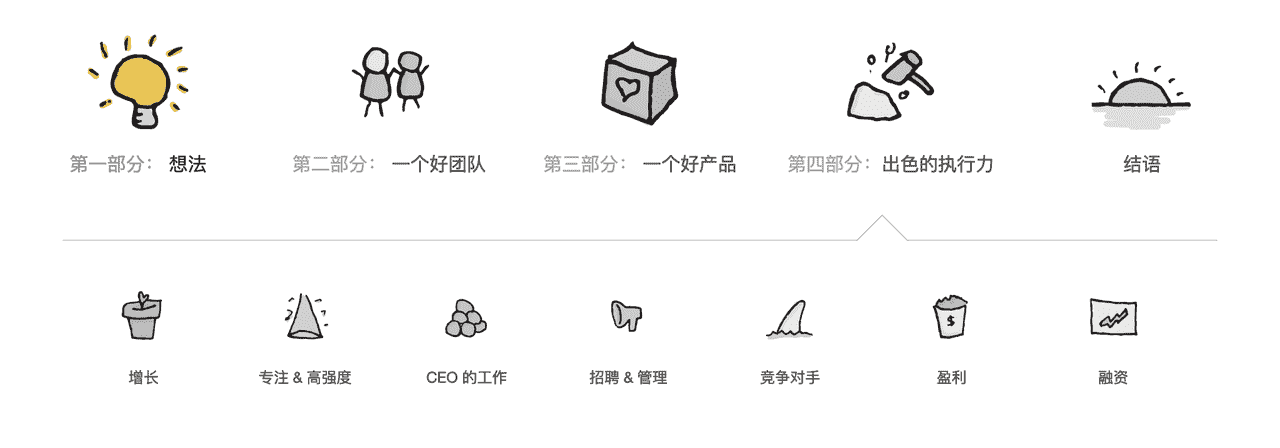 第一部分： 想法
第二部分： 一个好团队
第三部分： 一个好产品
第四部分： 出色的执行力
结语
增长
专注 & 高强度
CEO 的工作
招聘 & 管理
竞争对手
$
盈利
融资